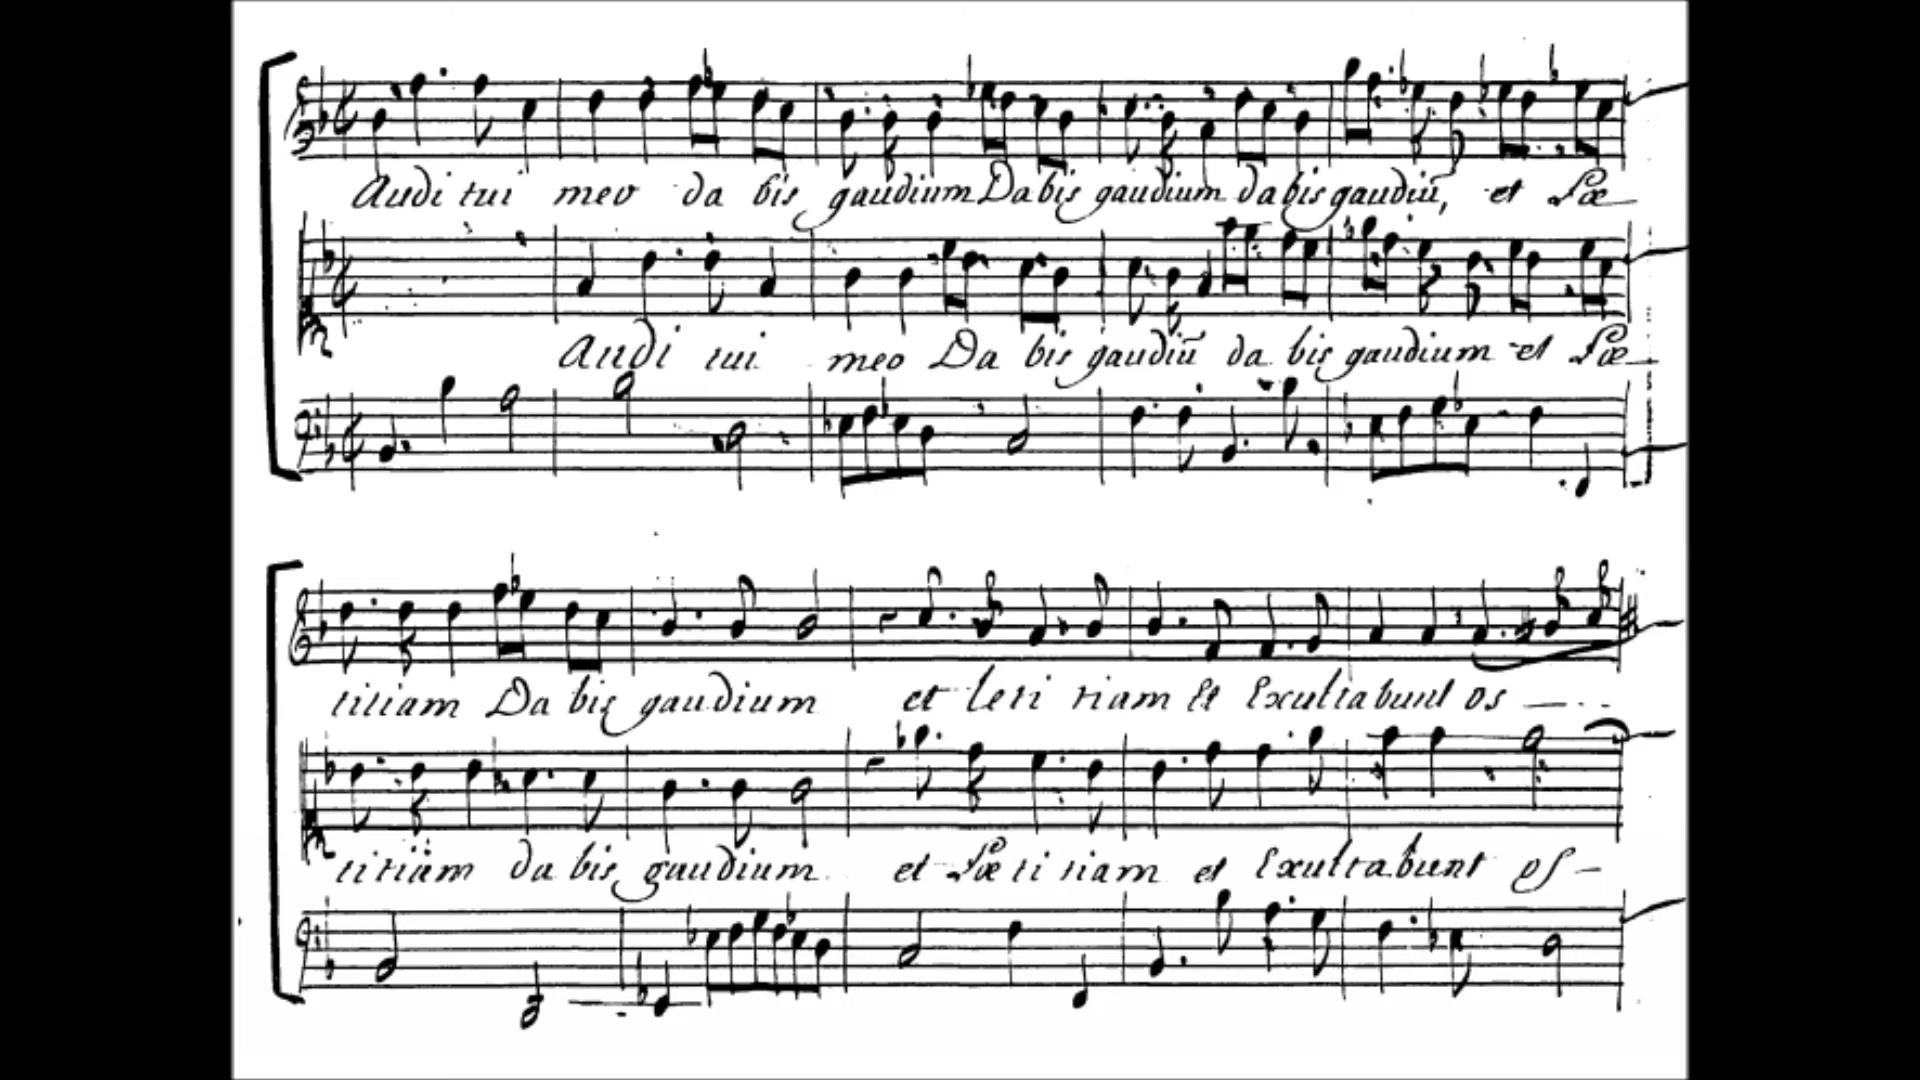 Audi tui meo da bis gaudium Da bis gaudium da bis gaudiū, et Læ
Audi tui meo Da bis gaudiū da bis gaudium et Læ
titiam Da bis gaudium et leti tiam Et Exultabunt os
titiam da bis gaudium et Læ ti tiam et Exultabunt os